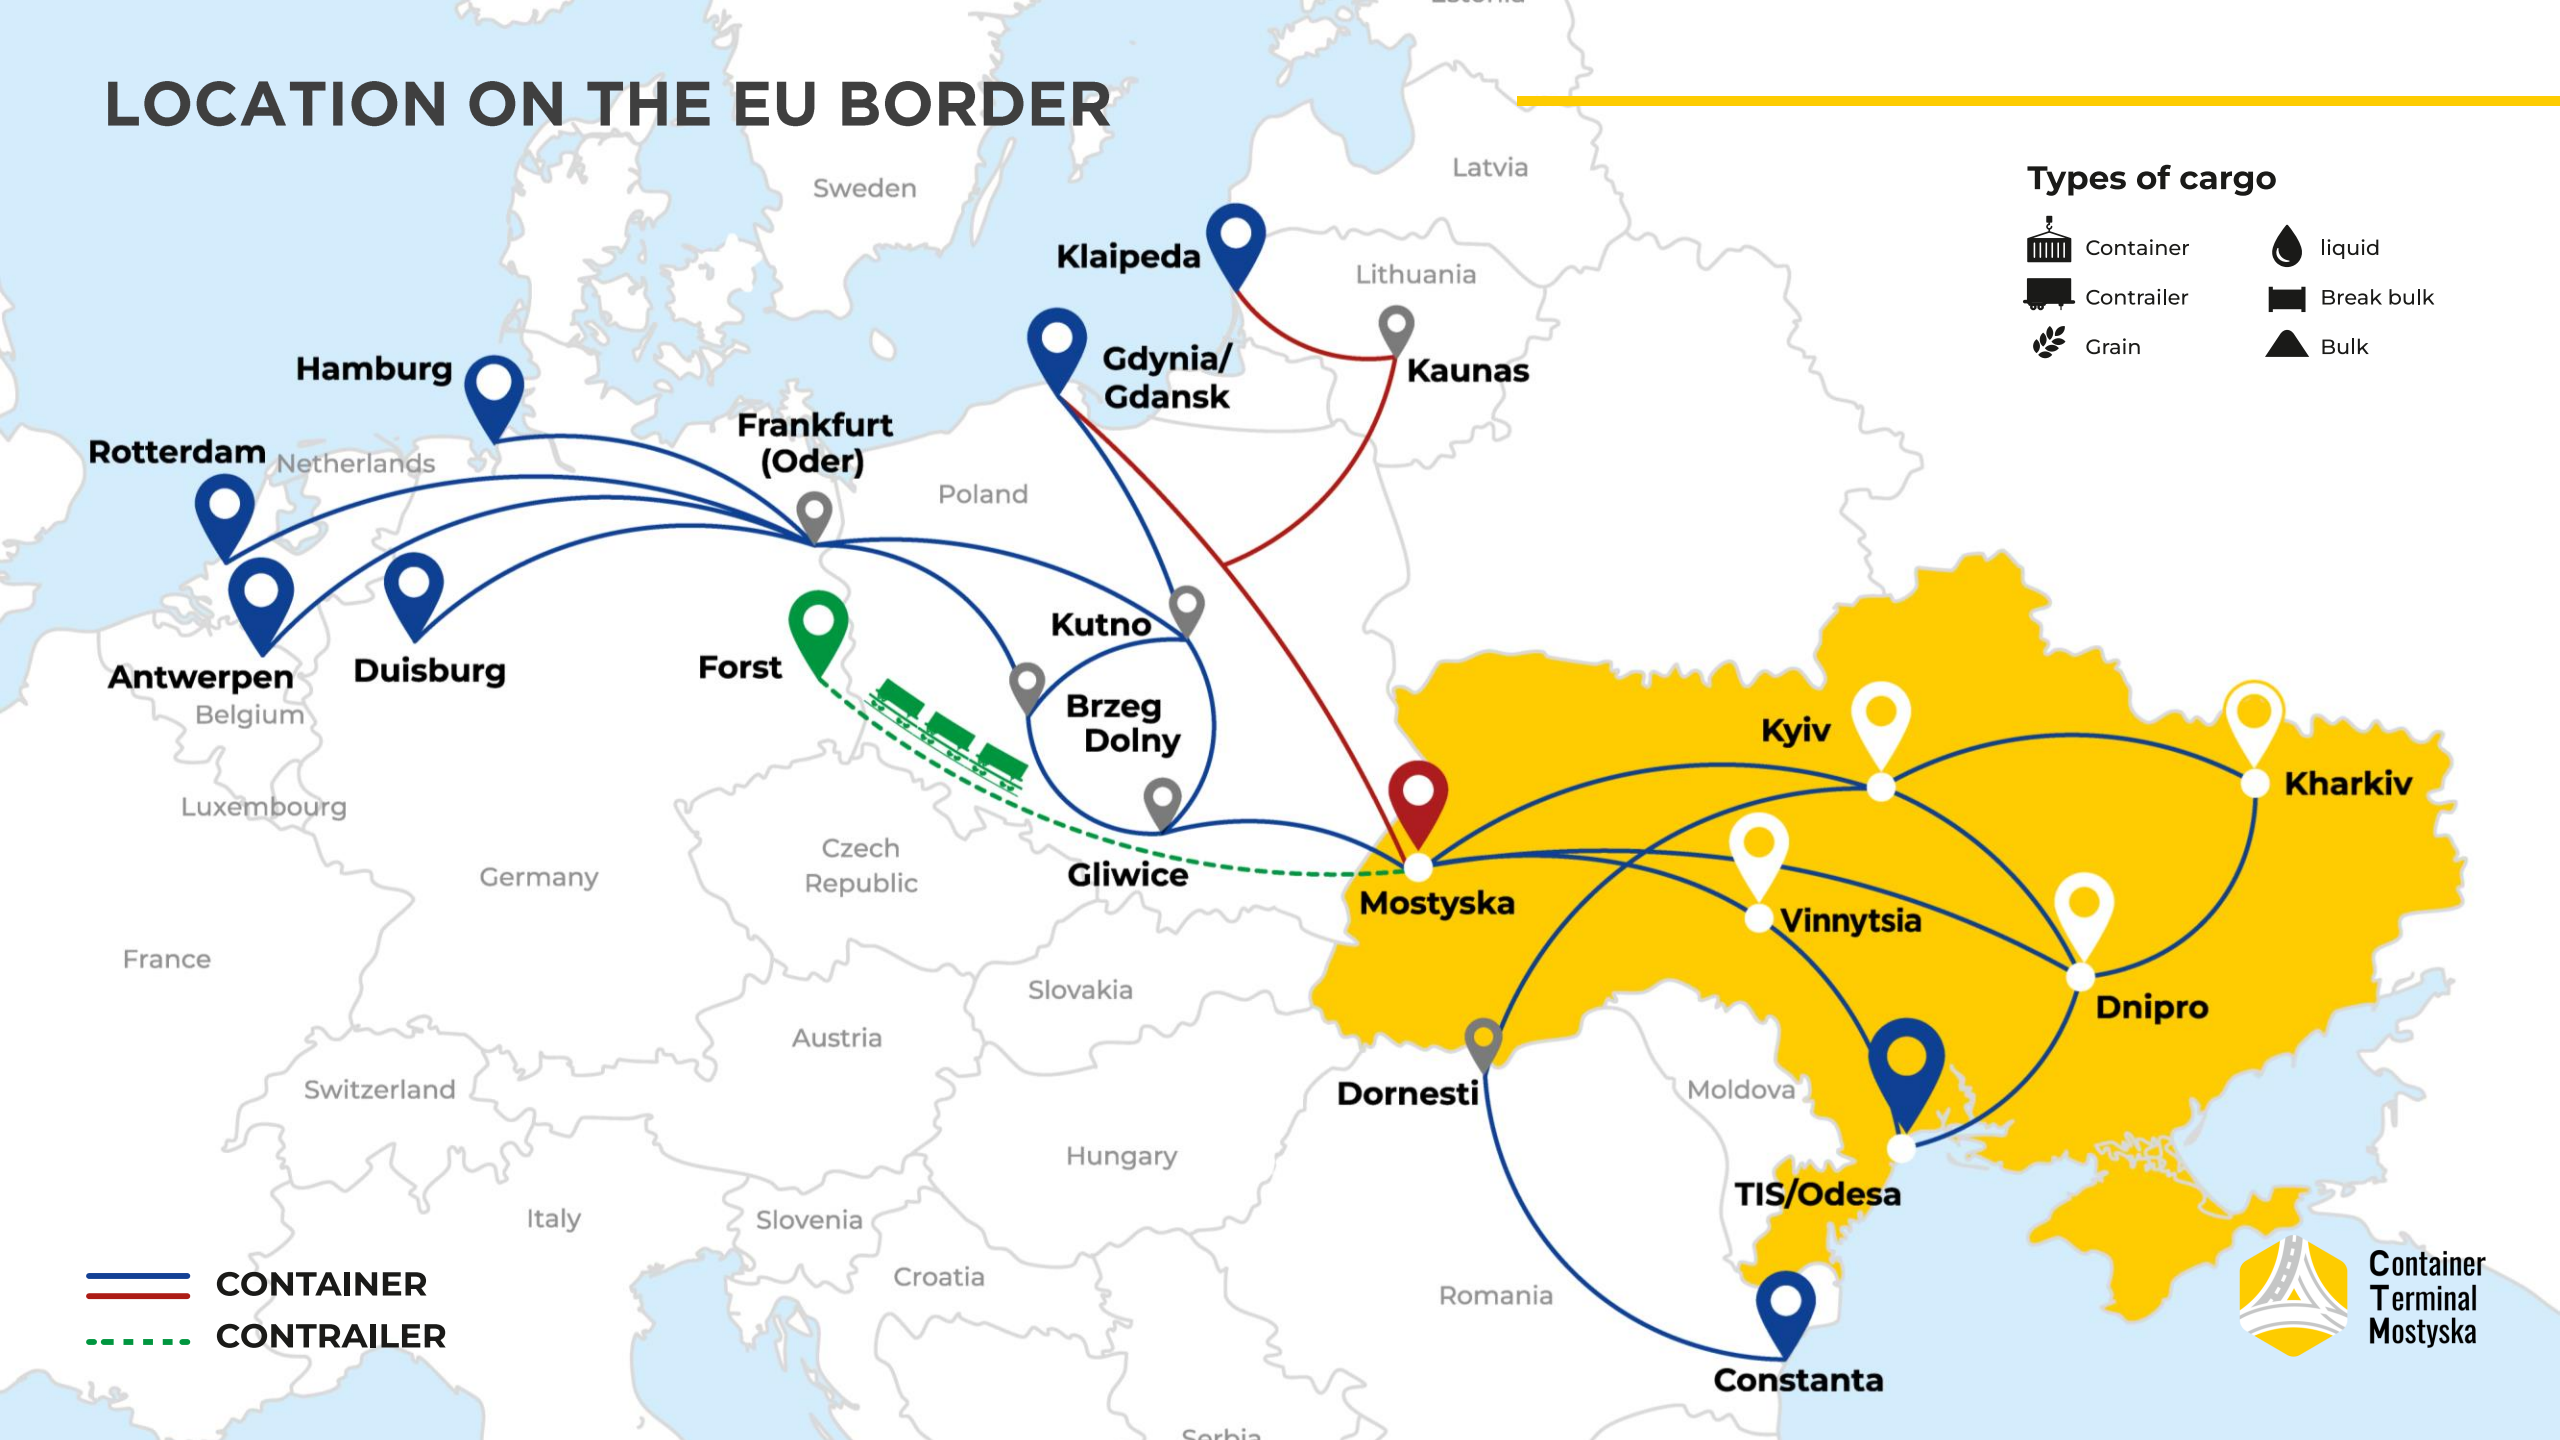 LOCATION ON THE EU BORDER
Estonia
Latvia
Sweden
Types of cargo
Container
liquid
Contrailer
Break bulk
Grain
Bulk
Klaipeda
Lithuania
Kaunas
Gdynia/
Gdansk
Hamburg
Frankfurt
(Oder)
Rotterdam
Netherlands
Poland
Kutno
Forst
Antwerpen
Duisburg
Belgium
Brzeg
Dolny
Kyiv
Kharkiv
Luxembourg
Germany
Czech
Republic
Gliwice
Mostyska
Vinnytsia
France
Slovakia
Dnipro
Austria
Switzerland
Dornesti
Moldova
Hungary
TIS/Odesa
Italy
Slovenia
Croatia
Romania
CONTAINER
CONTRAILER
Container
Terminal
Mostyska
Constanta
Serbia